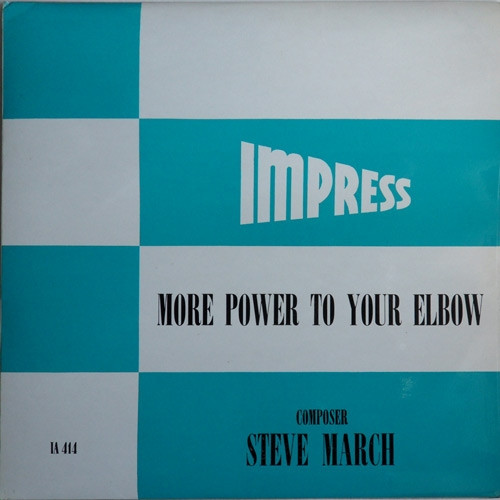 IMPRESS
MORE POWER TO YOUR ELBOW
COMPOSER
STEVE MARCH
IA 414